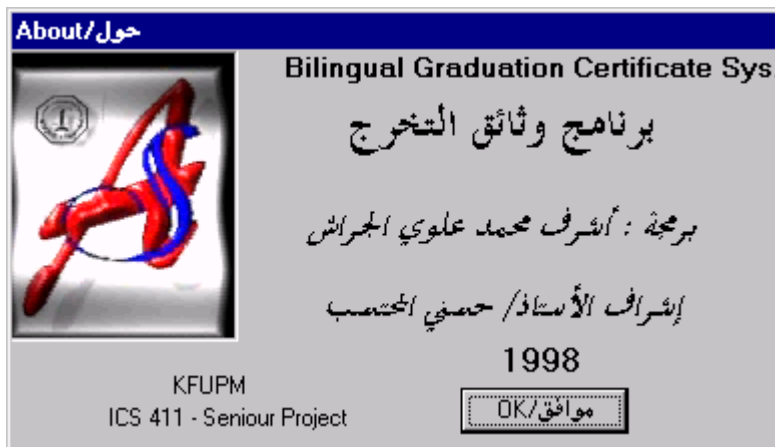 About/حول
Bilingual Graduation Certificate Sys
برنامج وثائق التخرج
برمجة : أشرف محمد علوي الجراش
إشراف الأستاذ/ حسني المحتسب
1998
KFUPM
ICS 411 - Seniour Project
OK/موافق